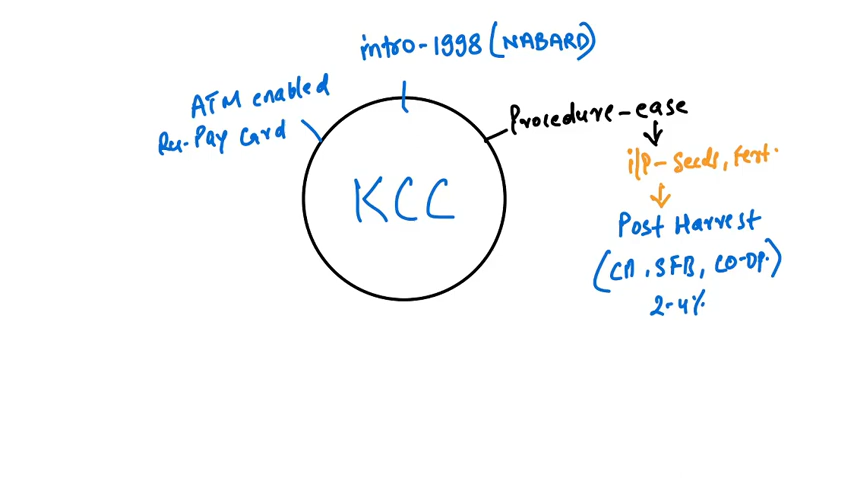 intro-1998 (NABARD)
ATM enabled
Ru-Pay Card
Procedure-ease
i/P- Seeds, Fert.
KCC
Post Harvest
(CB, SFB, CO-OP.)
2-4%